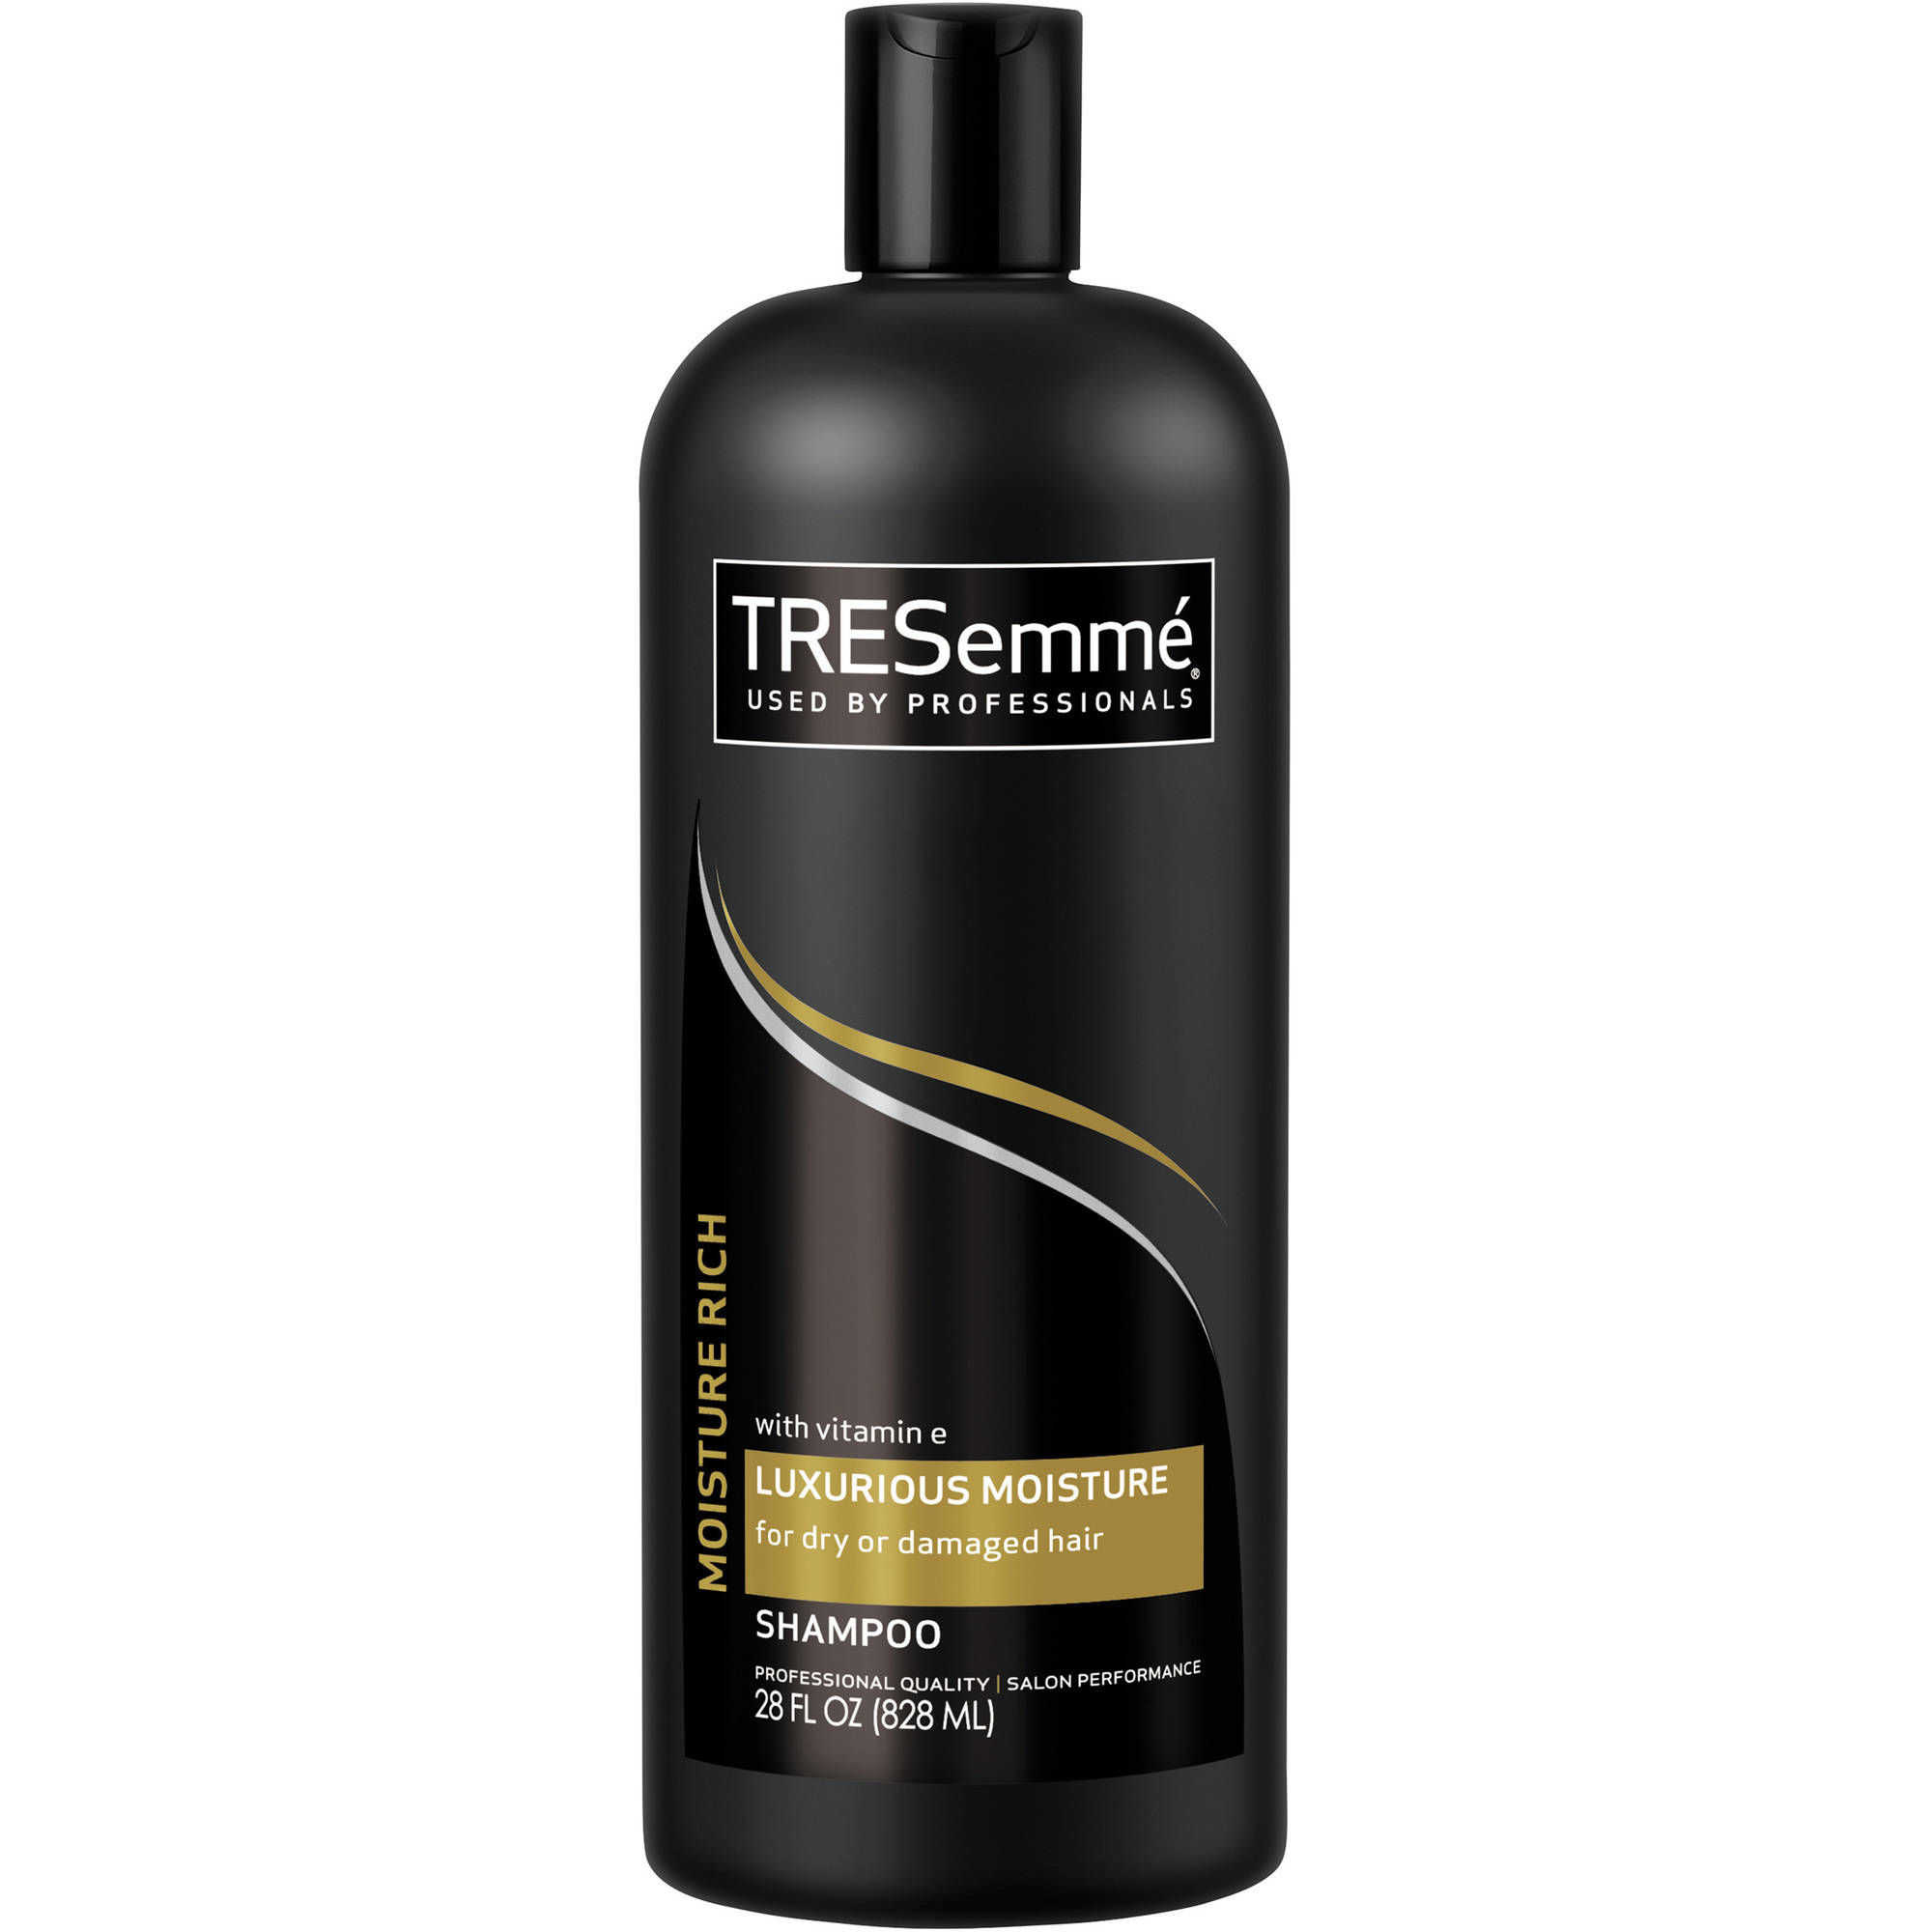 TRESemmé®
USED BY PROFESSIONALS
MOISTURE RICH
with vitamin e
LUXURIOUS MOISTURE
for dry or damaged hair
SHAMPOO
PROFESSIONAL QUALITY | SALON PERFORMANCE
28 FL OZ (828 ML)